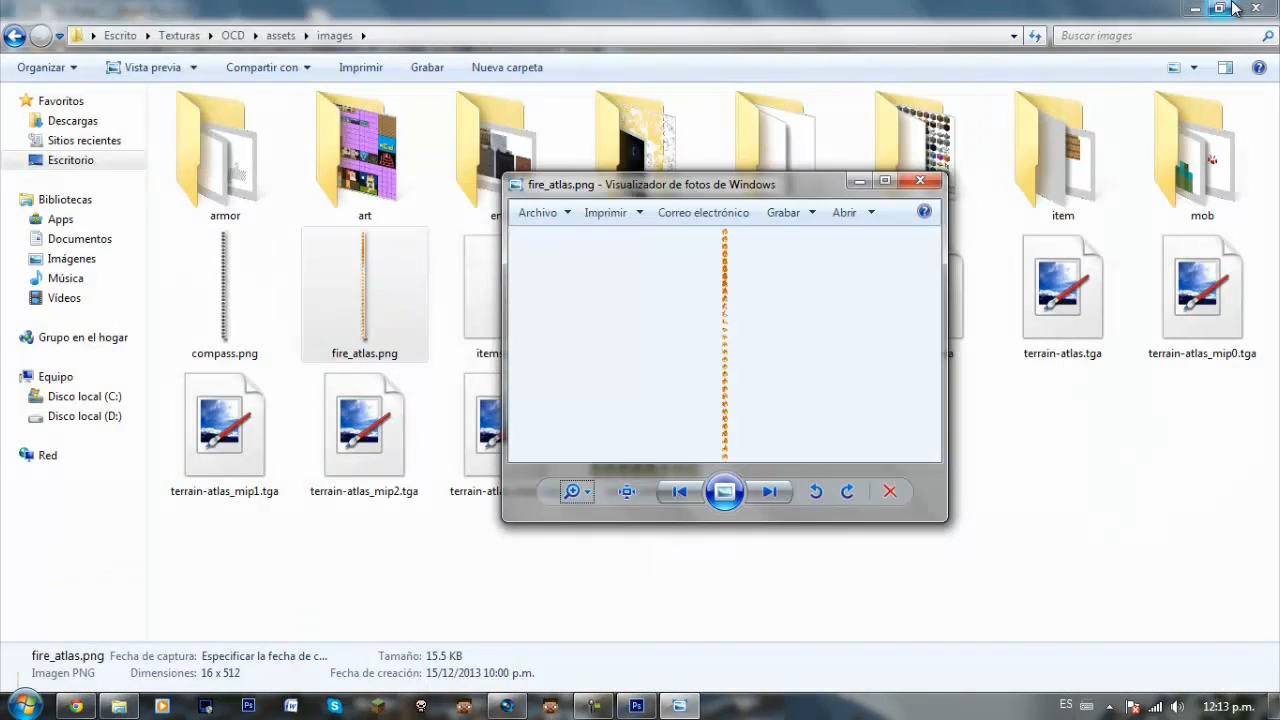 Escrito Texturas OCD assets images Buscar images
Organizar Vista previa Compartir con Imprimir Grabar Nueva carpeta
Favoritos
Descargas
Sitios recientes
Escritorio
Bibliotecas
Apps
Documentos
Imágenes
Música
Vídeos
Grupo en el hogar
Equipo
Disco local (C:)
Disco local (D:)
Red
armor art item mob
fire_atlas.png - Visualizador de fotos de Windows
Archivo Imprimir Correo electrónico Grabar Abrir
compass.png fire_atlas.png terrain-atlas.tga terrain-atlas_mip0.tga
terrain-atlas_mip1.tga terrain-atlas_mip2.tga
fire_atlas.png Fecha de captura: Especificar la fecha de c... Tamaño: 15.5 KB
Imagen PNG Dimensiones: 16 x 512 Fecha de creación: 15/12/2013 10:00 p.m.
ES 12:13 p.m.